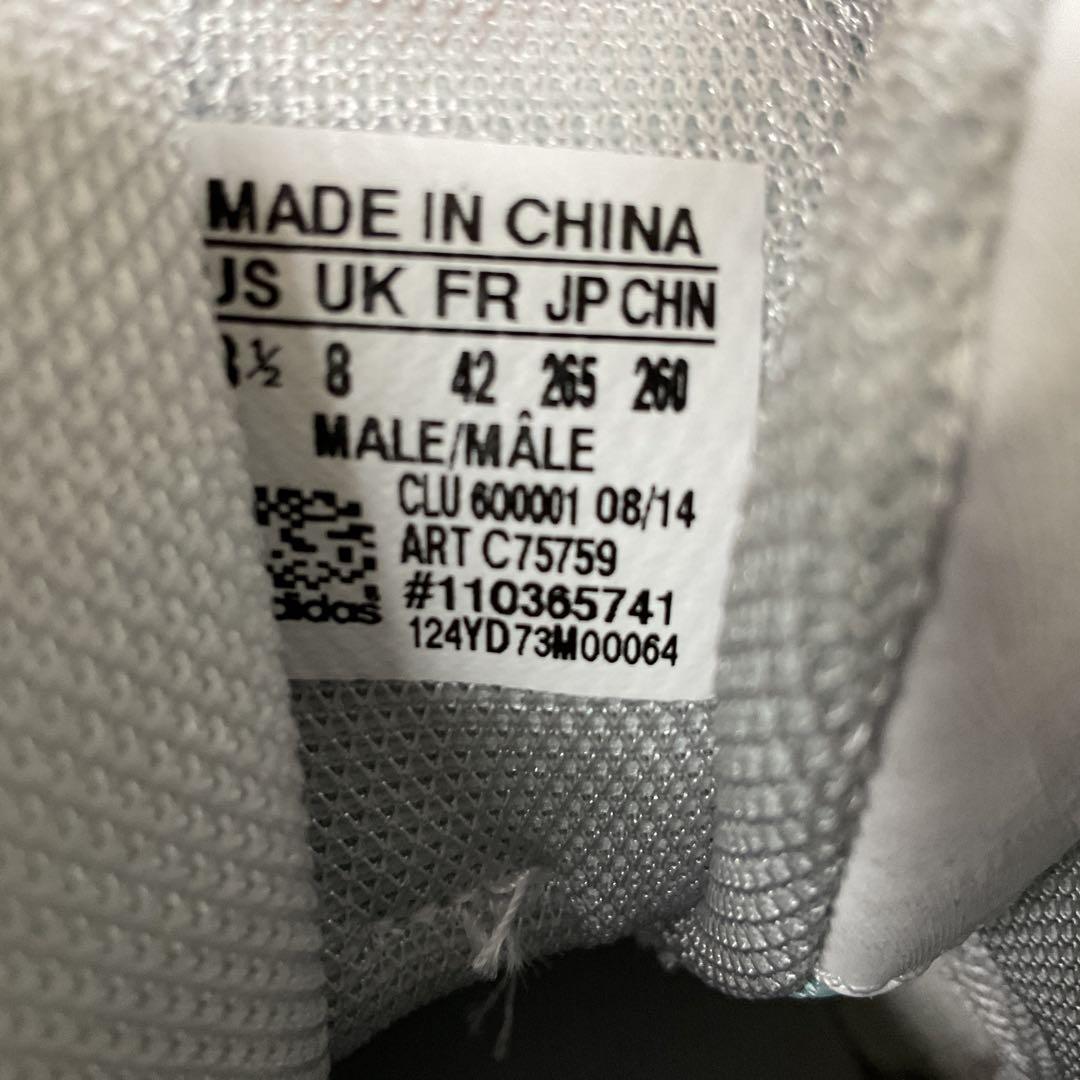 MADE IN CHINA
US UK FR JP CHN
8½ 8 42 265 260
MALE/MÂLE
CLU 600001 08/14
ART C75759
#110365741
124YD73M00064
adidas